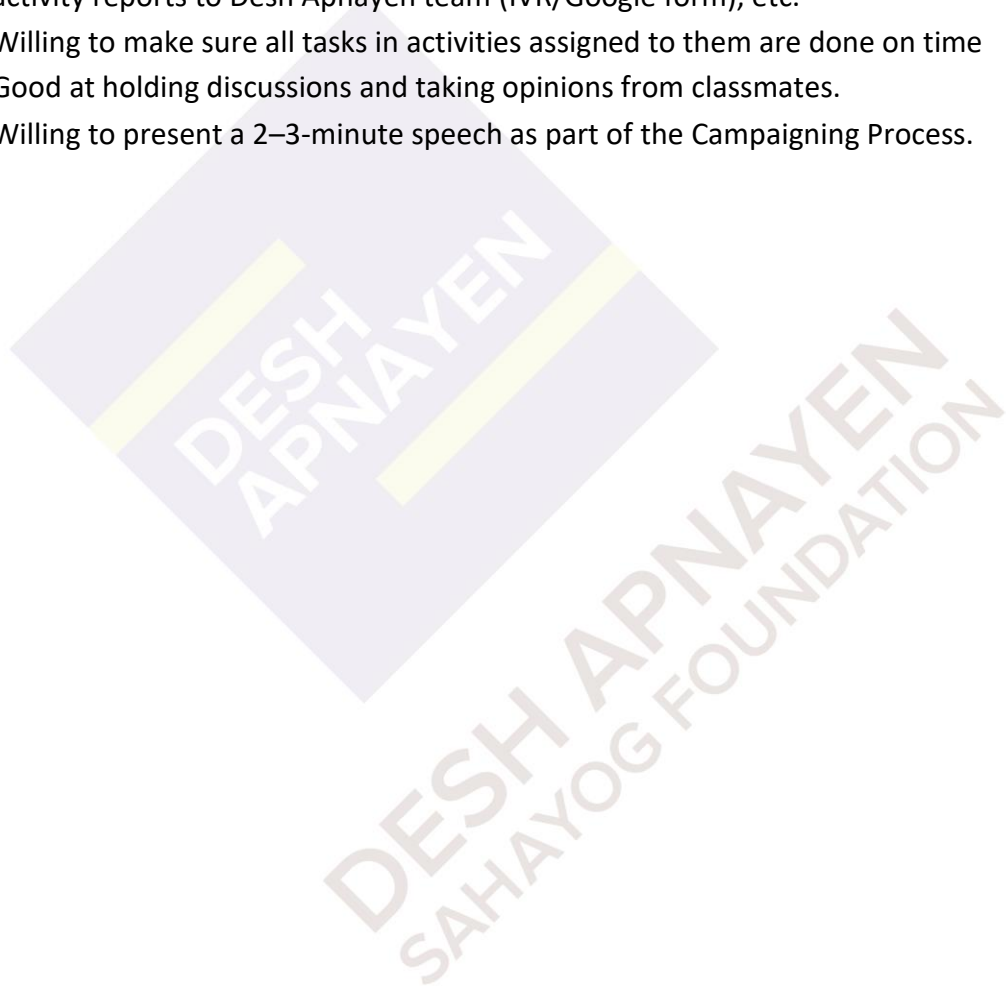 activity reports to Desh Apnayen team (IVR/Google form), etc.
Willing to make sure all tasks in activities assigned to them are done on time
Good at holding discussions and taking opinions from classmates.
Willing to present a 2–3-minute speech as part of the Campaigning Process.
DESH
APNAYEN
DESH APNAYEN
SAHAYOG FOUNDATION